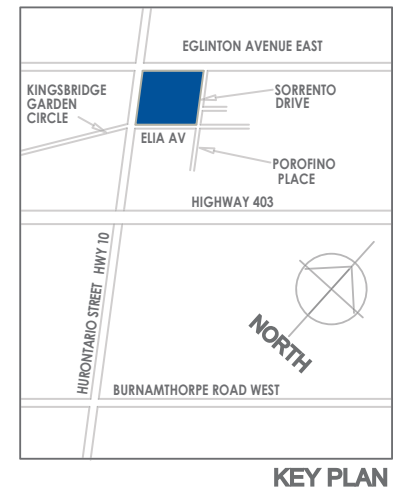 EGLINTON AVENUE EAST
KINGSBRIDGE
GARDEN
CIRCLE
SORRENTO
DRIVE
ELIA AV
POROFINO
PLACE
HIGHWAY 403
HURONTARIO STREET HWY 10
NORTH
BURNAMTHORPE ROAD WEST
KEY PLAN